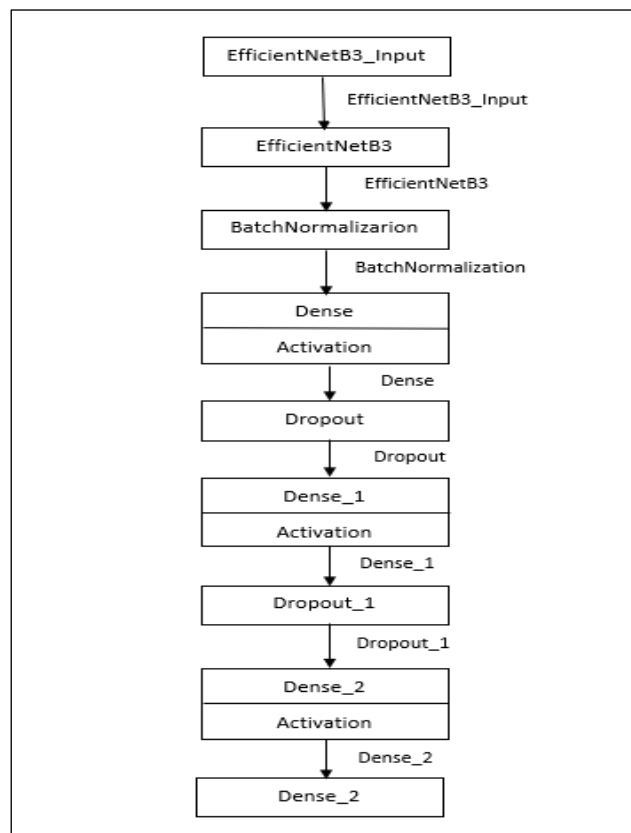 EfficientNetB3_Input
EfficientNetB3_Input
EfficientNetB3
EfficientNetB3
BatchNormalizarion
BatchNormalization
Dense
Activation
Dense
Dropout
Dropout
Dense_1
Activation
Dense_1
Dropout_1
Dropout_1
Dense_2
Activation
Dense_2
Dense_2